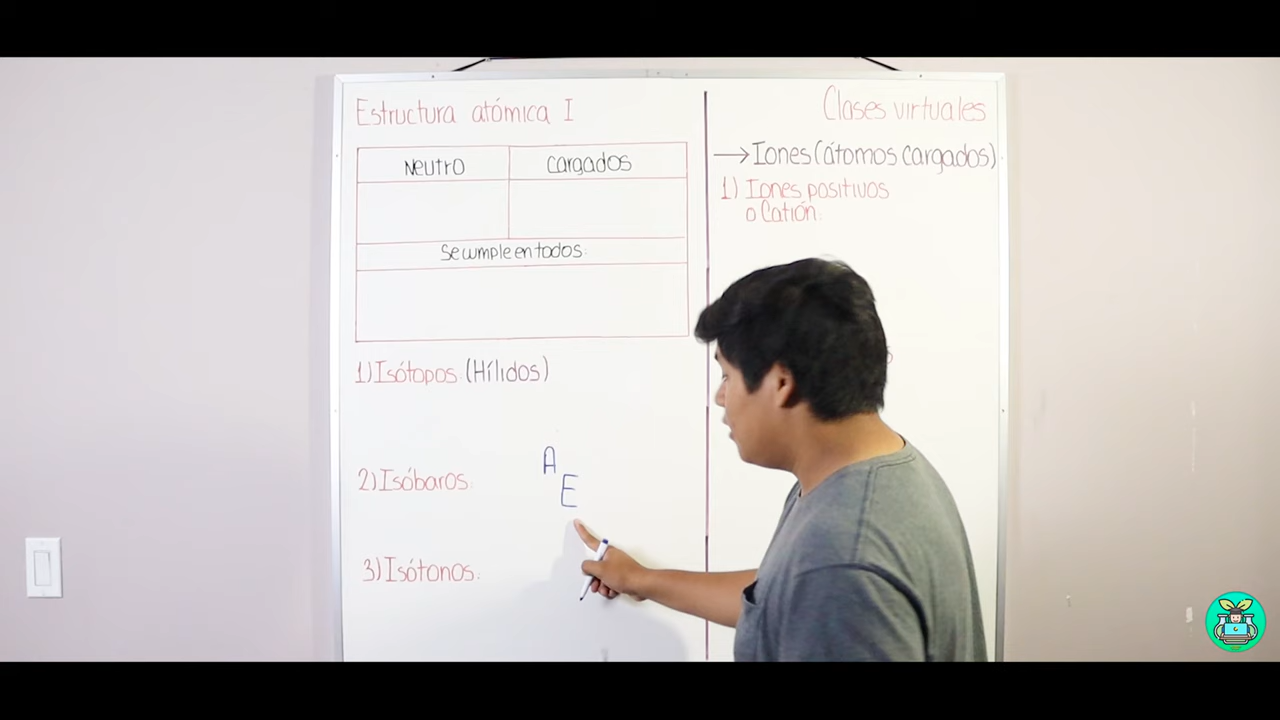 Estructura atómica I
Neutro
cargados
Se cumple en todos:
1) Isótopos (Hílidos)
A
E
2) Isóbaros:
3) Isótonos:
Clases virtuales
→ Iones (átomos cargados)
1) Iones positivos
o Catión: